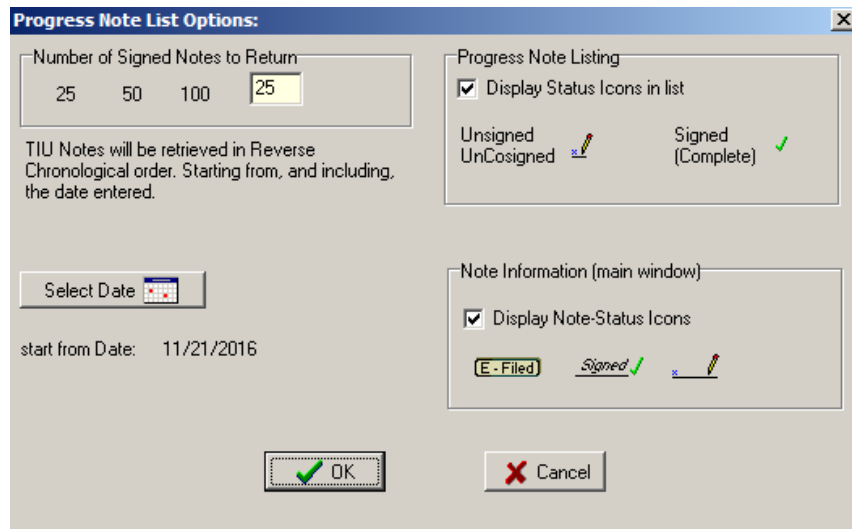 Progress Note List Options:
Number of Signed Notes to Return
25 50 100 25
TIU Notes will be retrieved in Reverse
Chronological order. Starting from, and including,
the date entered.
Select Date
start from Date: 11/21/2016
Progress Note Listing
Display Status Icons in list
Unsigned
UnCosigned
Signed
(Complete)
Note Information (main window)
Display Note-Status Icons
E - Filed
Signed
OK
Cancel